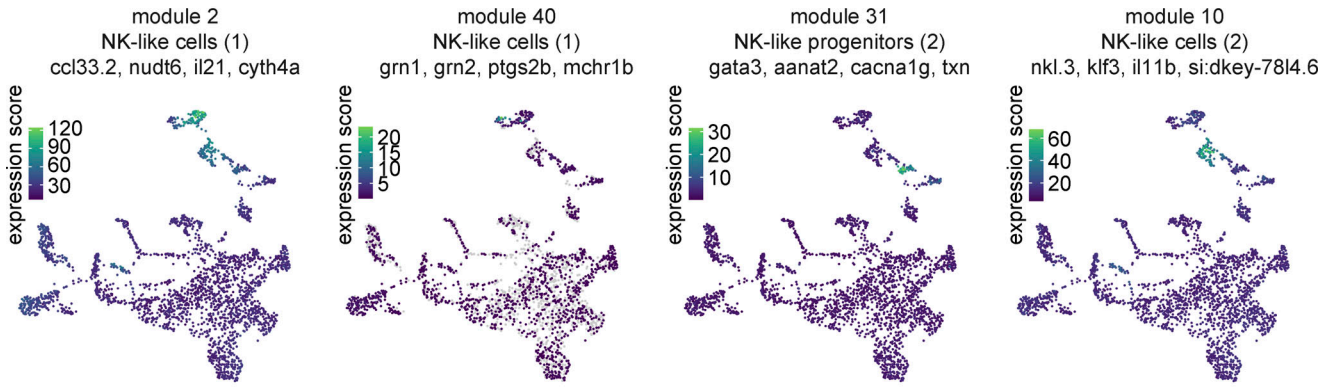 module 2
NK-like cells (1)
ccl33.2, nudt6, il21, cyth4a
expression score
120
90
60
30
module 40
NK-like cells (1)
grn1, grn2, ptgs2b, mchr1b
expression score
20
15
10
5
module 31
NK-like progenitors (2)
gata3, aanat2, cacna1g, txn
expression score
30
20
10
module 10
NK-like cells (2)
nkl.3, klf3, il11b, si:dkey-78l4.6
expression score
60
40
20